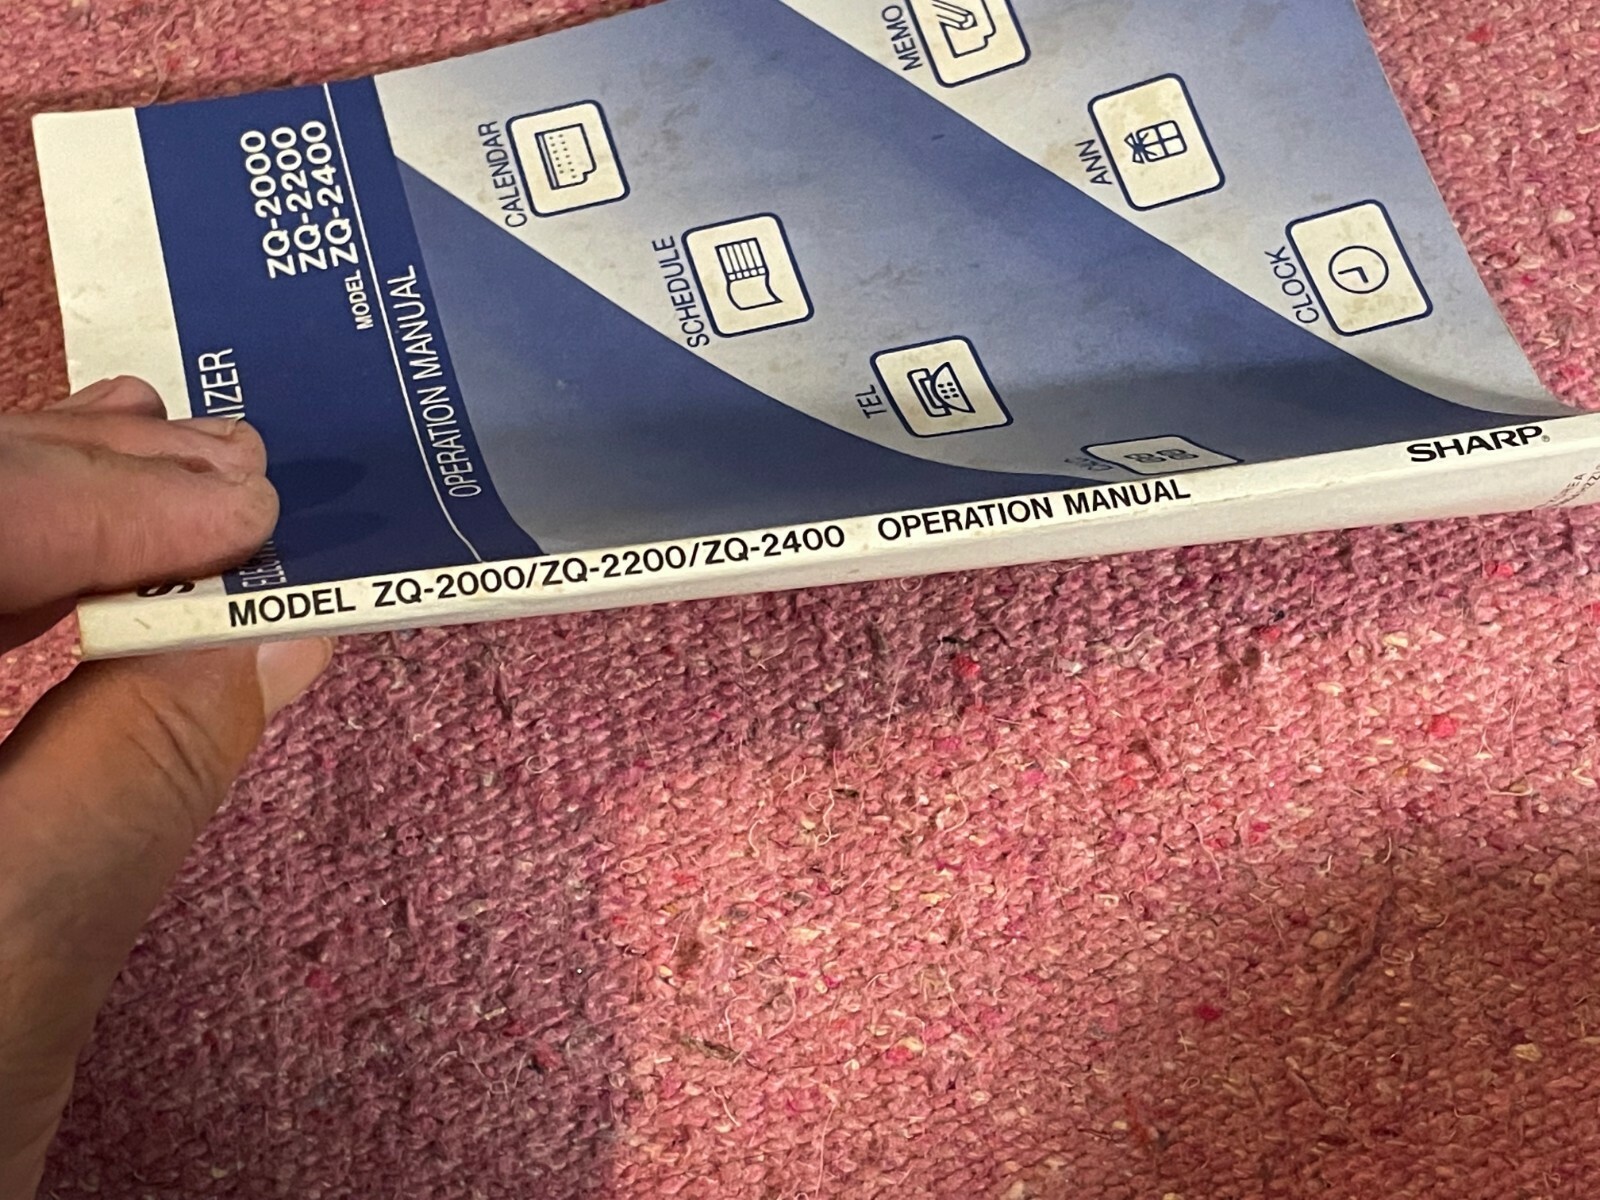 ZQ-2000
ZQ-2200
MODEL ZQ-2400
OPERATION MANUAL
CALENDAR
SCHEDULE
TEL
MEMO
ANN
CLOCK
MODEL ZQ-2000/ZQ-2200/ZQ-2400 OPERATION MANUAL SHARP®